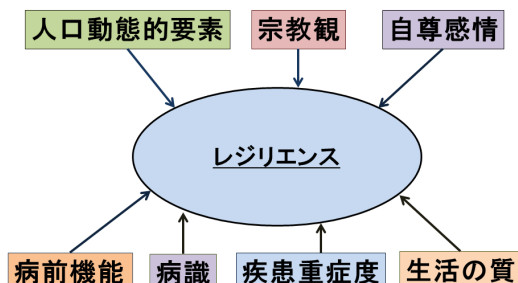 人口動態的要素
宗教観
自尊感情
レジリエンス
病前機能
病識
疾患重症度
生活の質